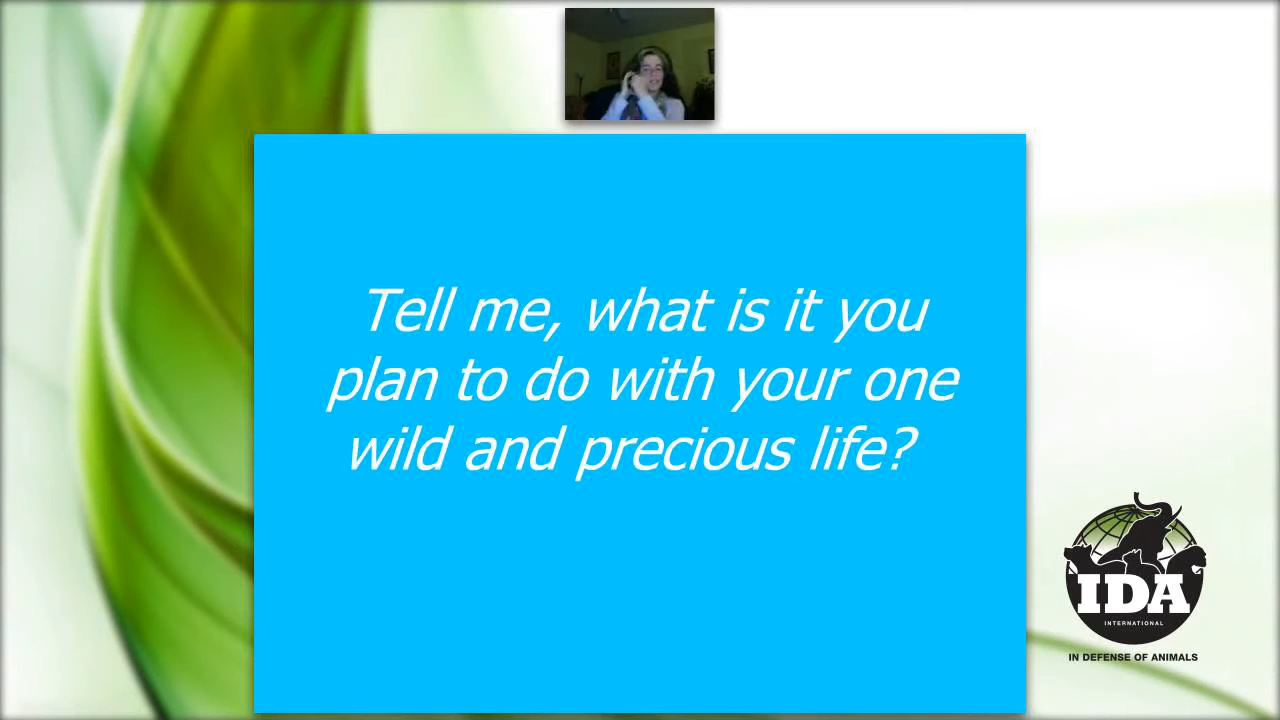 Tell me, what is it you
plan to do with your one
wild and precious life?
IDA
INTERNATIONAL
IN DEFENSE OF ANIMALS